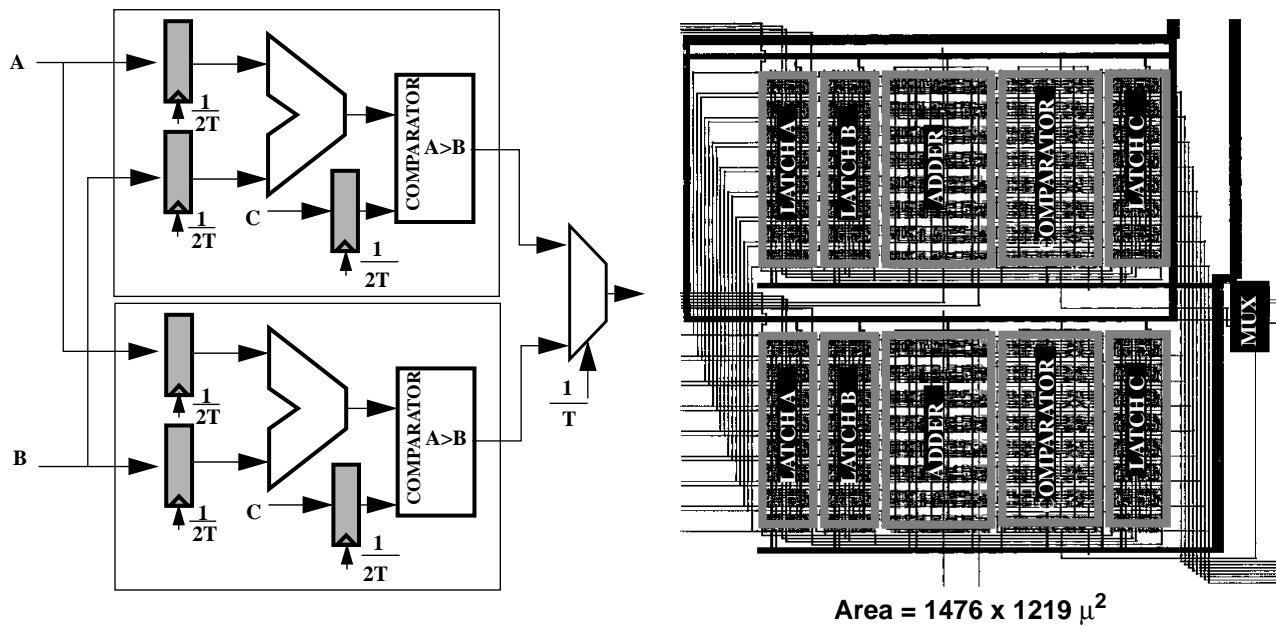 A
1
2T
1
2T
COMPARATOR
A>B
C
1
2T
1
2T
1
2T
COMPARATOR
A>B
B
C
1
2T
1
T
LATCH A
LATCH B
ADDER
COMPARATOR
LATCH C
MUX
LATCH A
LATCH B
ADDER
COMPARATOR
LATCH C
Area = 1476 x 1219 μ²